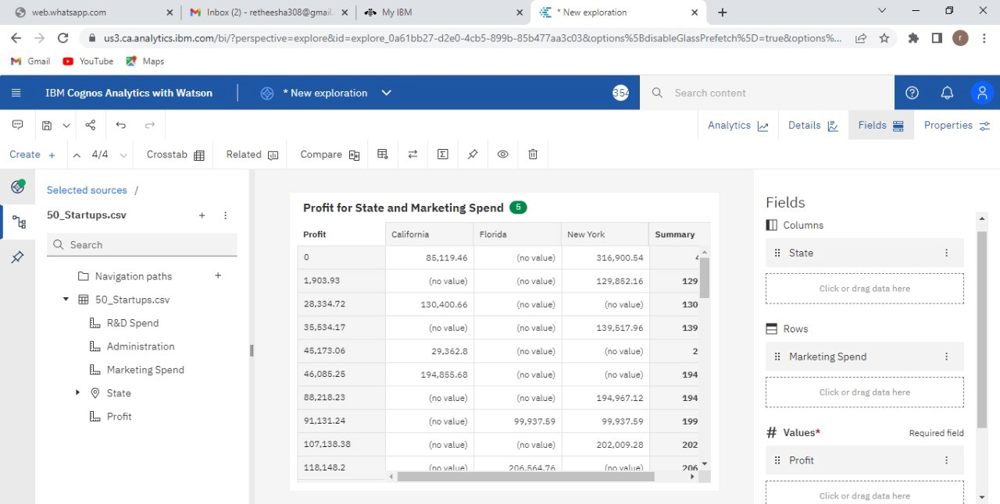 web.whatsapp.com
Inbox (2) - retheesha308@gmail.
My IBM
* New exploration
us3.ca.analytics.ibm.com/bi/?perspective=explore&id=explore_0a61bb27-d2e0-4cb5-899b-85b477aa3c03&options%5BdisableGlassPrefetch%5D=true&options%...
r
Gmail
YouTube
Maps
IBM Cognos Analytics with Watson
* New exploration
354
Search content
Analytics
Details
Fields
Properties
Create +
4/4
Crosstab
Related
Compare
Selected sources /
50_Startups.csv
Search
Navigation paths
50_Startups.csv
R&D Spend
Administration
Marketing Spend
State
Profit
Profit for State and Marketing Spend 5
Profit California Florida New York Summary
0 85,119.46 (no value) 316,900.54 4
1,903.93 (no value) (no value) 129,852.16 129
28,334.72 130,400.66 (no value) (no value) 130
35,534.17 (no value) (no value) 139,517.96 139
45,173.06 29,362.8 (no value) (no value) 2
46,085.25 194,855.68 (no value) (no value) 194
88,218.23 (no value) (no value) 194,967.12 194
91,131.24 (no value) 99,937.59 99,937.59 199
107,138.38 (no value) (no value) 202,009.28 202
118,148.2 (no value) 206,564.76 (no value) 206
Fields
Columns
State
Click or drag data here
Rows
Marketing Spend
Click or drag data here
# Values* Required field
Profit
Click or drag data here